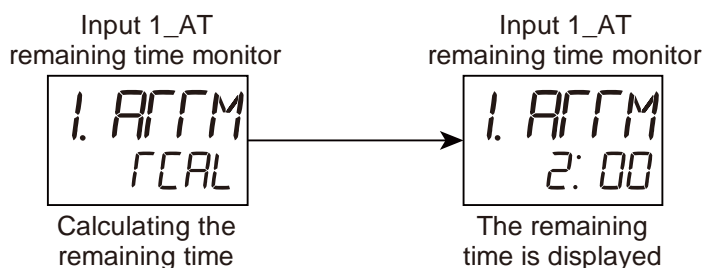 Input 1_AT
remaining time monitor
1. ATTM
TCAL
Calculating the
remaining time
Input 1_AT
remaining time monitor
1. ATTM
2:00
The remaining
time is displayed